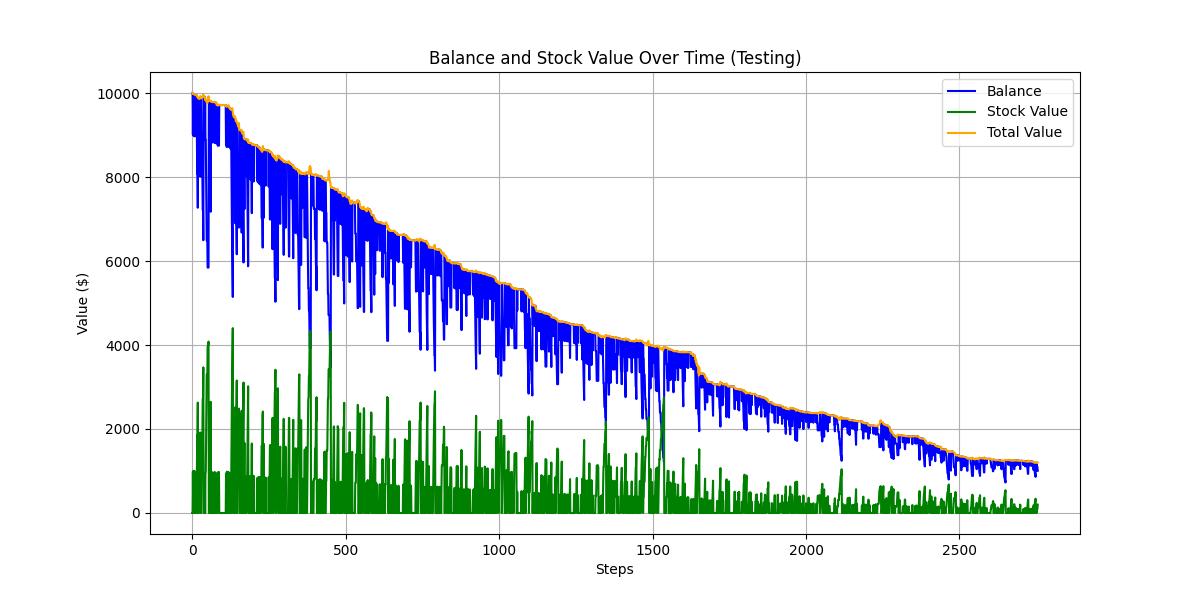 Balance and Stock Value Over Time (Testing)
Balance
Stock Value
Total Value
Value ($)
10000
8000
6000
4000
2000
0
0 500 1000 1500 2000 2500
Steps